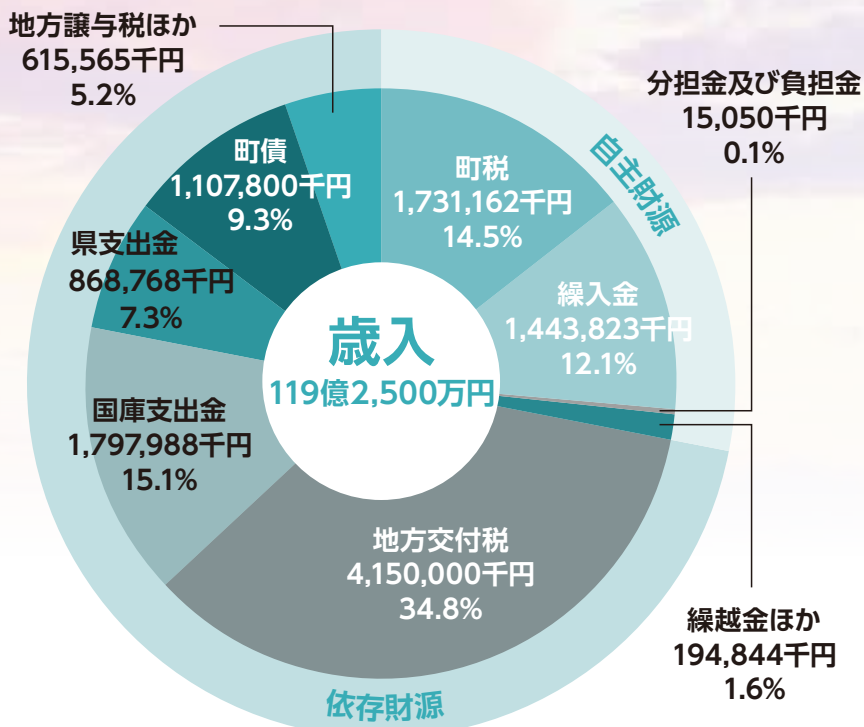 地方譲与税ほか
615,565千円
5.2%
分担金及び負担金
15,050千円
0.1%
自主財源
町債
1,107,800千円
9.3%
町税
1,731,162千円
14.5%
県支出金
868,768千円
7.3%
繰入金
1,443,823千円
12.1%
歳入
119億2,500万円
国庫支出金
1,797,988千円
15.1%
地方交付税
4,150,000千円
34.8%
繰越金ほか
194,844千円
1.6%
依存財源